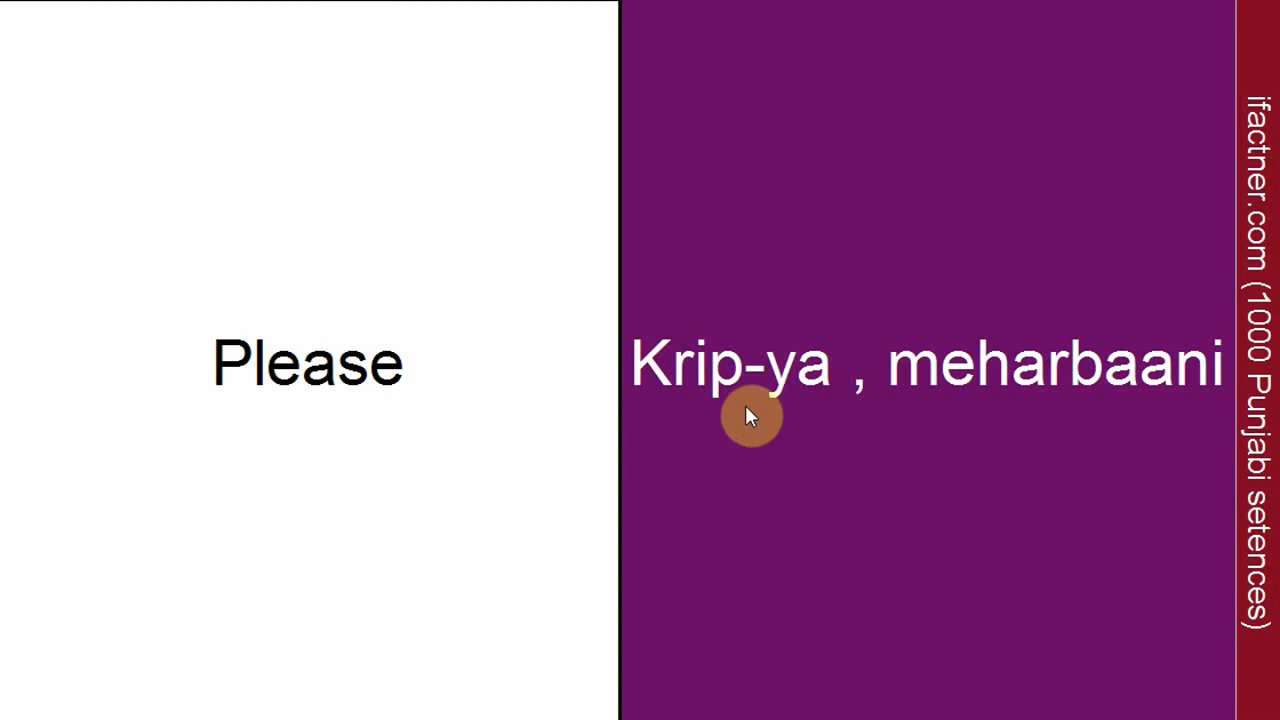 Please
Krip-ya , meharbaani
ifactner.com (1000 Punjabi setences)